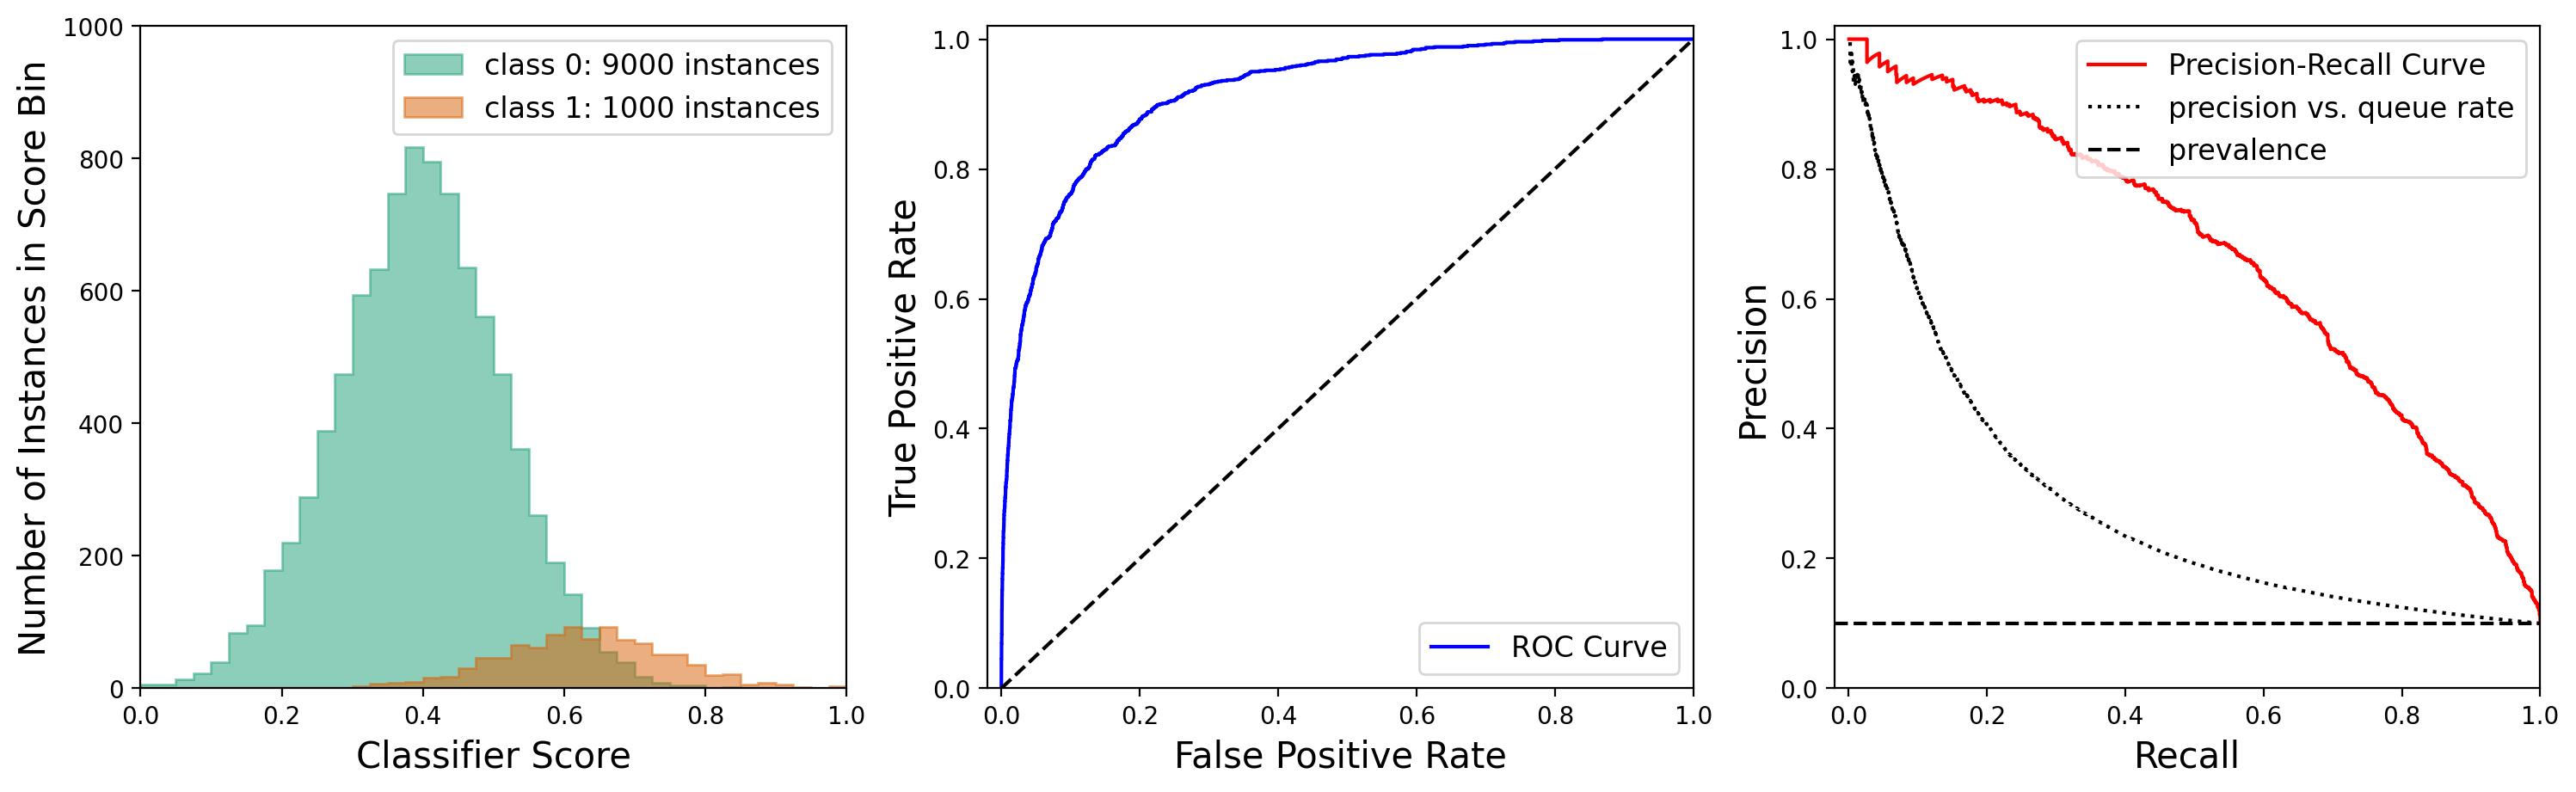 Number of Instances in Score Bin
1000
800
600
400
200
0
class 0: 9000 instances
class 1: 1000 instances
0.0 0.2 0.4 0.6 0.8 1.0
Classifier Score
True Positive Rate
1.0
0.8
0.6
0.4
0.2
0.0
ROC Curve
0.0 0.2 0.4 0.6 0.8 1.0
False Positive Rate
Precision
1.0
0.8
0.6
0.4
0.2
0.0
Precision-Recall Curve
precision vs. queue rate
prevalence
0.0 0.2 0.4 0.6 0.8 1.0
Recall